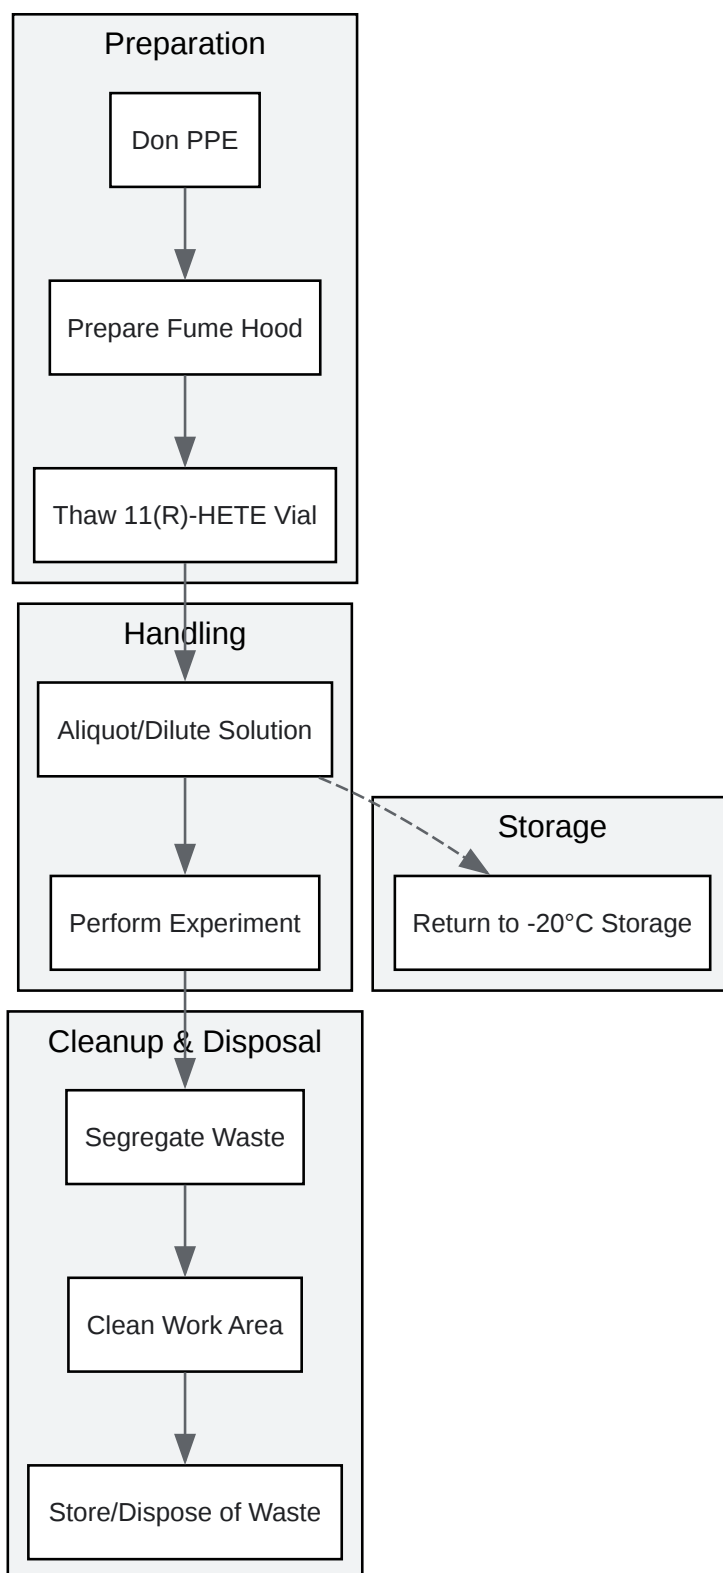 Preparation
Don PPE
Prepare Fume Hood
Thaw 11(R)-HETE Vial
Handling
Aliquot/Dilute Solution
Perform Experiment
Storage
Return to -20°C Storage
Cleanup & Disposal
Segregate Waste
Clean Work Area
Store/Dispose of Waste